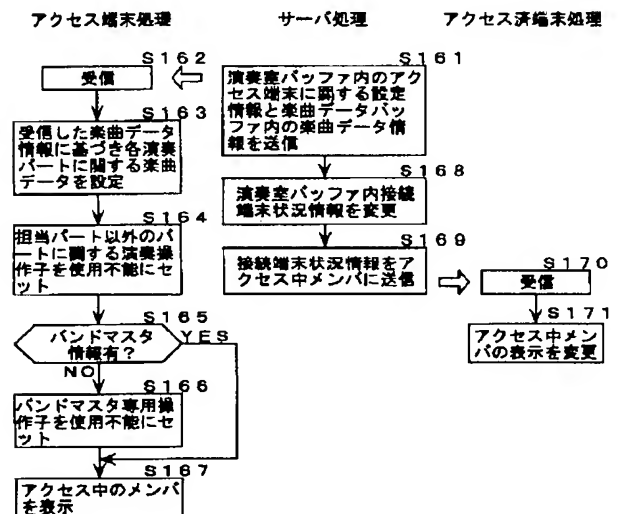 アクセス端末処理
サーバ処理
アクセス済端末処理
S162
受信
S163
受信した楽曲データ
情報に基づき各演奏
パートに関する楽曲
データを設定
S164
担当パート以外のパ
ートに関する演奏操
作子を使用不能にセ
ット
S165
バンドマスタ
情報有?
YES
NO
S166
バンドマスタ専用操
作子を使用不能にセ
ット
S167
アクセス中のメンバ
を表示
S161
演奏室バッファ内のアク
セス端末に関する設定
情報と楽曲データバッ
ファ内の楽曲データ情
報を送信
S168
演奏室バッファ内接続
端末状況情報を変更
S169
接続端末状況情報をア
クセス中メンバに送信
S170
受信
S171
アクセス中メン
バの表示を変更